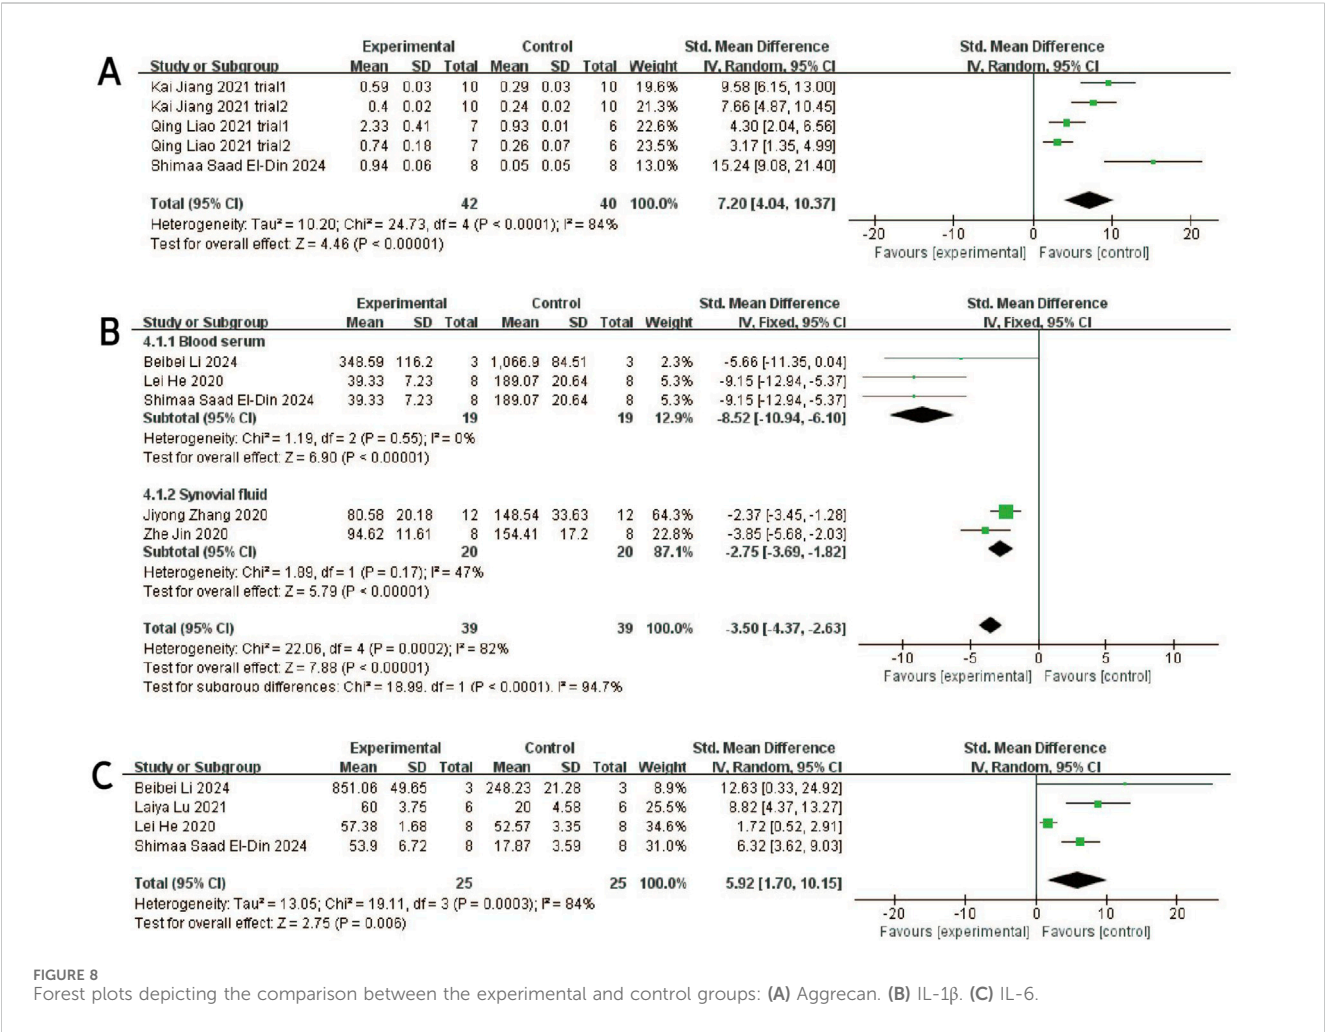 A
Experimental Control Std. Mean Difference Std. Mean Difference
Study or Subgroup Mean SD Total Mean SD Total Weight IV, Random, 95% CI IV, Random, 95% CI
Kai Jiang 2021 trial1 0.59 0.03 10 0.29 0.03 10 19.6% 9.58 [6.15, 13.00]
Kai Jiang 2021 trial2 0.4 0.02 10 0.24 0.02 10 21.3% 7.66 [4.87, 10.45]
Qing Liao 2021 trial1 2.33 0.41 7 0.93 0.01 6 22.6% 4.30 [2.04, 6.56]
Qing Liao 2021 trial2 0.74 0.18 7 0.26 0.07 6 23.5% 3.17 [1.35, 4.99]
Shimaa Saad El-Din 2024 0.94 0.06 8 0.05 0.05 8 13.0% 15.24 [9.08, 21.40]
Total (95% CI) 42 40 100.0% 7.20 [4.04, 10.37]
Heterogeneity: Tau² = 10.20; Chi² = 24.73, df = 4 (P < 0.0001); I² = 84%
Test for overall effect: Z = 4.46 (P < 0.00001)
-20 -10 0 10 20
Favours [experimental] Favours [control]
B
Experimental Control Std. Mean Difference Std. Mean Difference
Study or Subgroup Mean SD Total Mean SD Total Weight IV, Fixed, 95% CI IV, Fixed, 95% CI
4.1.1 Blood serum
Beibei Li 2024 348.59 116.2 3 1,066.9 84.51 3 2.3% -5.66 [-11.35, 0.04]
Lei He 2020 39.33 7.23 8 189.07 20.64 8 5.3% -9.15 [-12.94, -5.37]
Shimaa Saad El-Din 2024 39.33 7.23 8 189.07 20.64 8 5.3% -9.15 [-12.94, -5.37]
Subtotal (95% CI) 19 19 12.9% -8.52 [-10.94, -6.10]
Heterogeneity: Chi² = 1.19, df = 2 (P = 0.55); I² = 0%
Test for overall effect: Z = 6.90 (P < 0.00001)
4.1.2 Synovial fluid
Jiyong Zhang 2020 80.58 20.18 12 148.54 33.63 12 64.3% -2.37 [-3.45, -1.28]
Zhe Jin 2020 94.62 11.61 8 154.41 17.2 8 22.8% -3.85 [-5.68, -2.03]
Subtotal (95% CI) 20 20 87.1% -2.75 [-3.69, -1.82]
Heterogeneity: Chi² = 1.89, df = 1 (P = 0.17); I² = 47%
Test for overall effect: Z = 5.79 (P < 0.00001)
Total (95% CI) 39 39 100.0% -3.50 [-4.37, -2.63]
Heterogeneity: Chi² = 22.06, df = 4 (P = 0.0002); I² = 82%
Test for overall effect: Z = 7.88 (P < 0.00001)
Test for subgroup differences: Chi² = 18.99, df = 1 (P < 0.0001), I² = 94.7%
-10 -5 0 5 10
Favours [experimental] Favours [control]
C
Experimental Control Std. Mean Difference Std. Mean Difference
Study or Subgroup Mean SD Total Mean SD Total Weight IV, Random, 95% CI IV, Random, 95% CI
Beibei Li 2024 851.06 49.65 3 248.23 21.28 3 8.9% 12.63 [0.33, 24.92]
Laiya Lu 2021 60 3.75 6 20 4.58 6 25.5% 8.82 [4.37, 13.27]
Lei He 2020 57.38 1.68 8 52.57 3.35 8 34.6% 1.72 [0.52, 2.91]
Shimaa Saad El-Din 2024 53.9 6.72 8 17.87 3.59 8 31.0% 6.32 [3.62, 9.03]
Total (95% CI) 25 25 100.0% 5.92 [1.70, 10.15]
Heterogeneity: Tau² = 13.05; Chi² = 19.11, df = 3 (P = 0.0003); I² = 84%
Test for overall effect: Z = 2.75 (P = 0.006)
-20 -10 0 10 20
Favours [experimental] Favours [control]
FIGURE 8
Forest plots depicting the comparison between the experimental and control groups: (A) Aggrecan. (B) IL-1β. (C) IL-6.